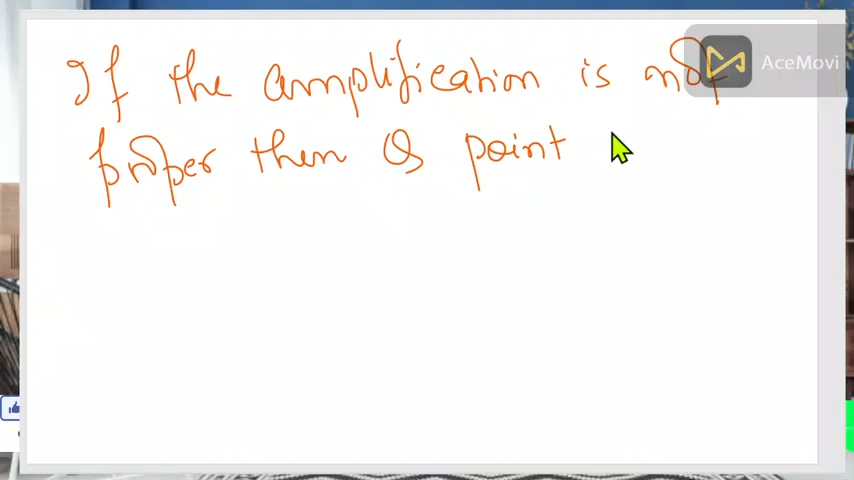 If the amplification is not
proper then Q point
AceMovi